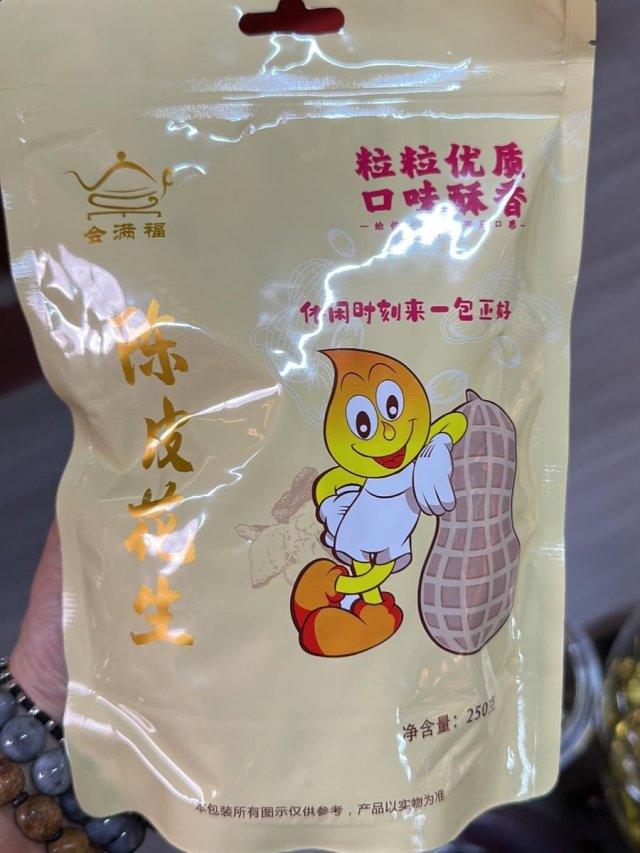 会满福
粒粒优质
口味酥香
休闲时刻来一包正好
陈皮花生
净含量：250克
本包装所有图示仅供参考，产品以实物为准